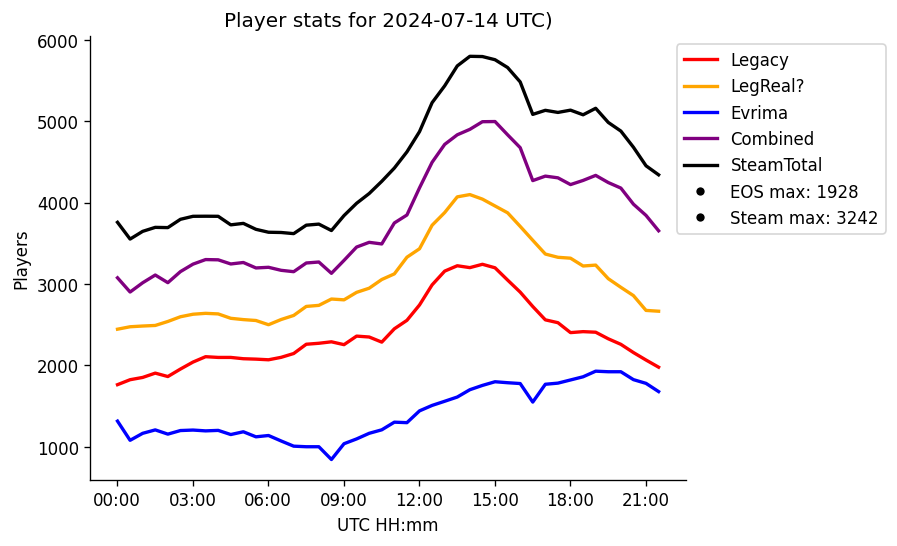 Player stats for 2024-07-14 UTC)
6000
5000
4000
3000
2000
1000
Players
00:00 03:00 06:00 09:00 12:00 15:00 18:00 21:00
UTC HH:mm
Legacy
LegReal?
Evrima
Combined
SteamTotal
EOS max: 1928
Steam max: 3242